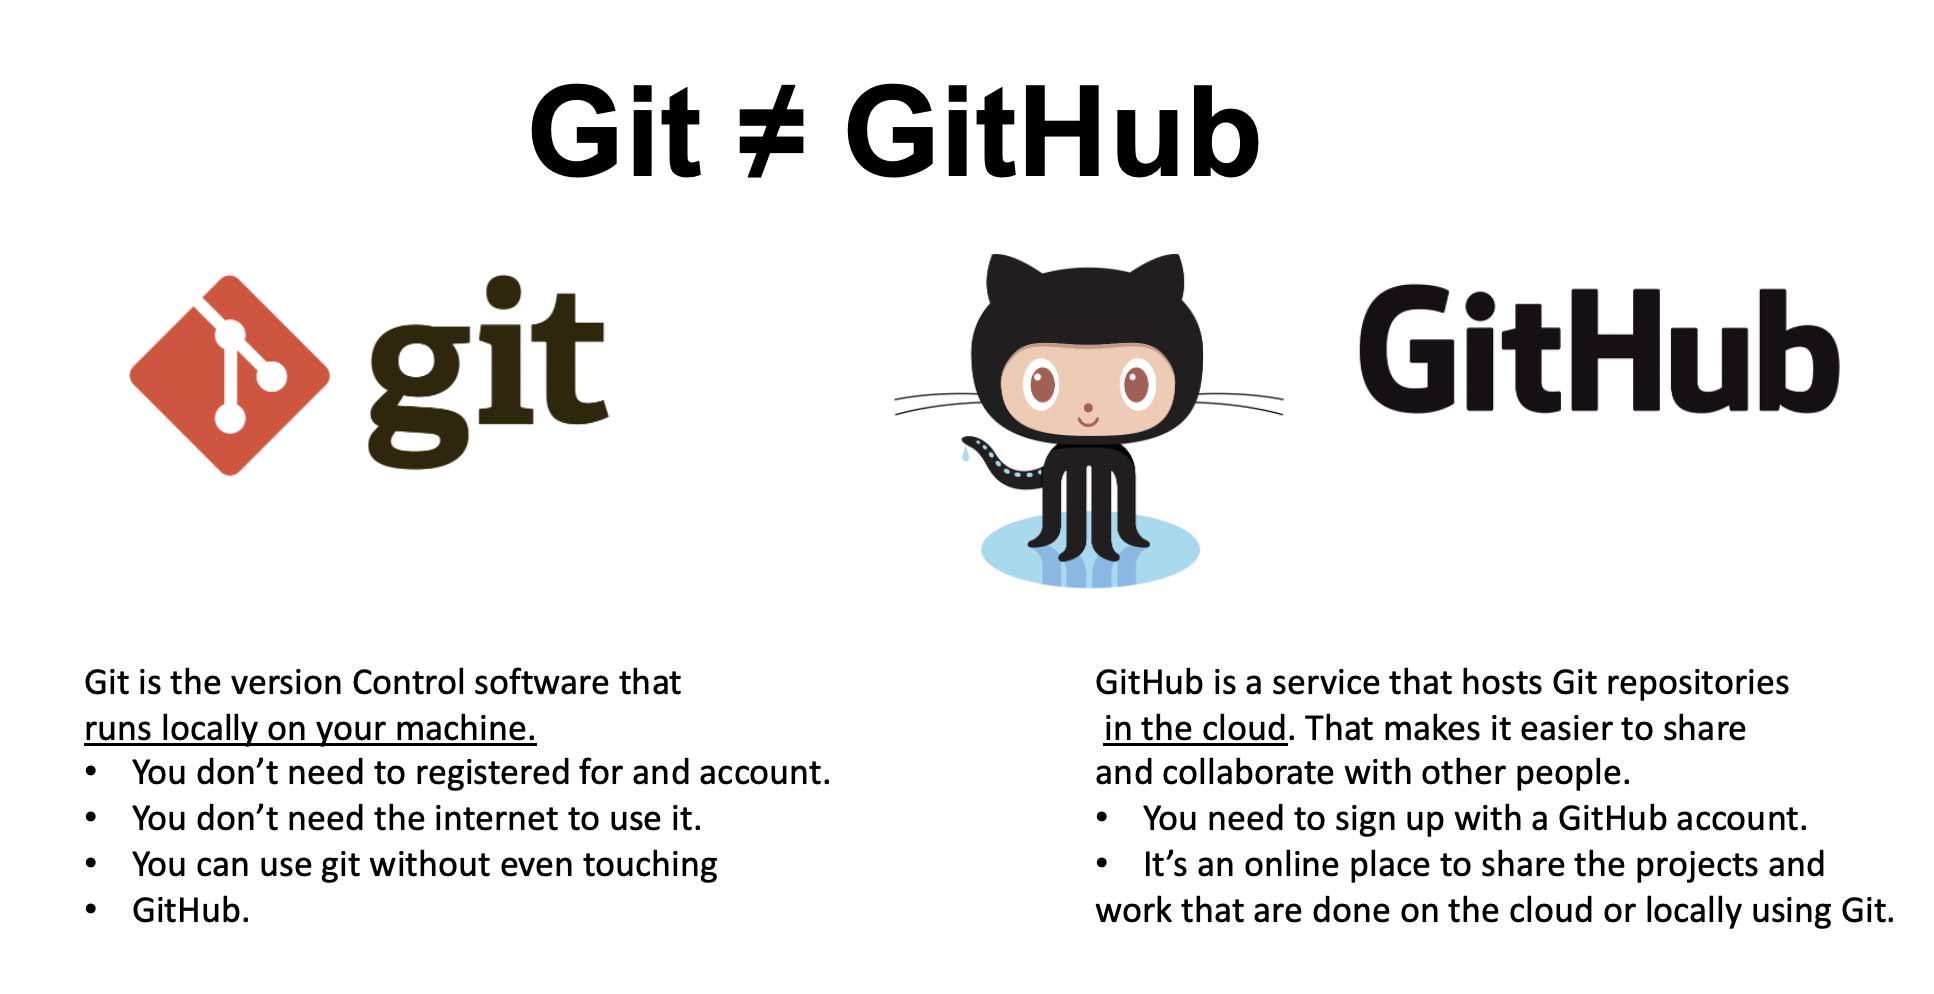 Git ≠ GitHub
git
GitHub
Git is the version Control software that
runs locally on your machine.
• You don’t need to registered for and account.
• You don’t need the internet to use it.
• You can use git without even touching
• GitHub.
GitHub is a service that hosts Git repositories
in the cloud. That makes it easier to share
and collaborate with other people.
• You need to sign up with a GitHub account.
• It’s an online place to share the projects and
work that are done on the cloud or locally using Git.